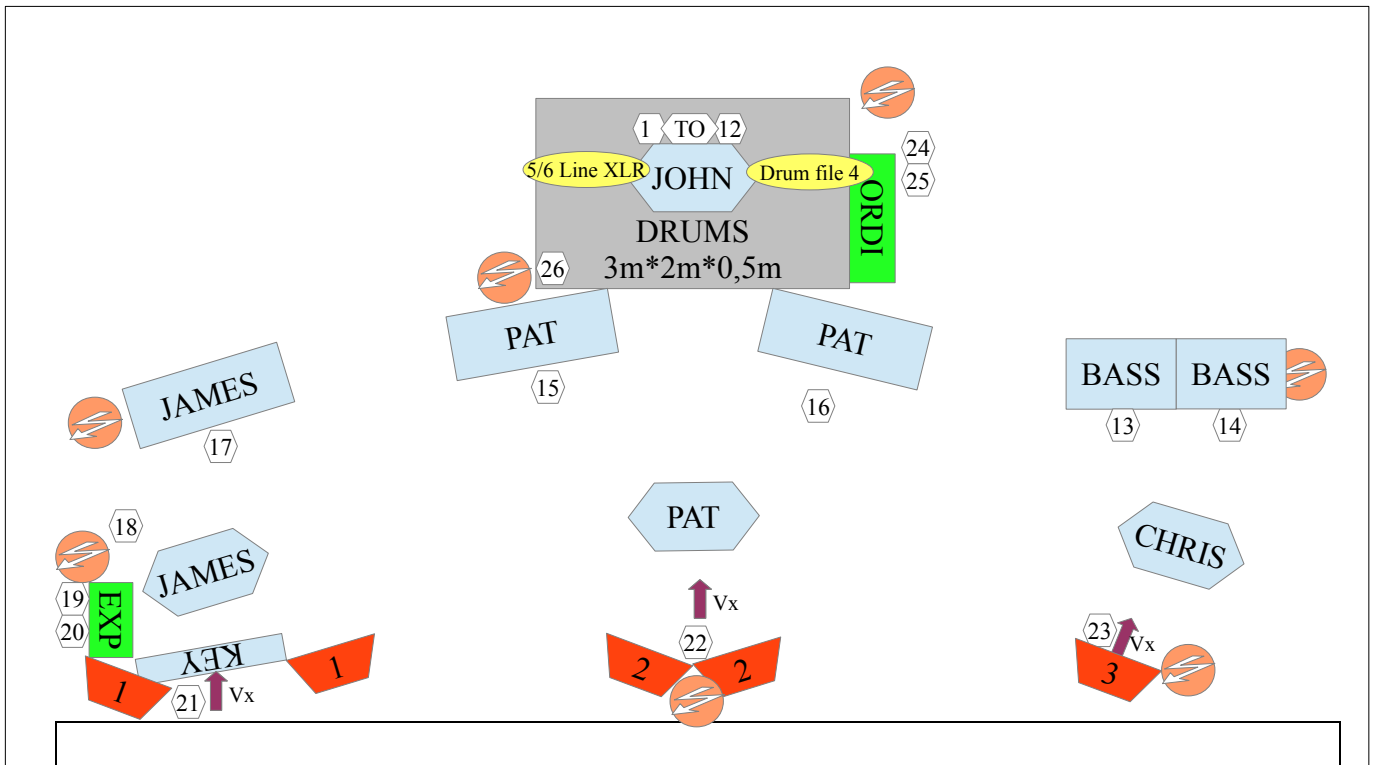 1 TO 12
24
5/6 Line XLR JOHN Drum file 4
25
ORDI
DRUMS
3m*2m*0,5m
26
PAT
PAT
15
16
JAMES
17
BASS BASS
13 14
18
JAMES
PAT
CHRIS
19
20
EXP
KEY
1
1
21
Vx
Vx
22
2 2
23
Vx
3